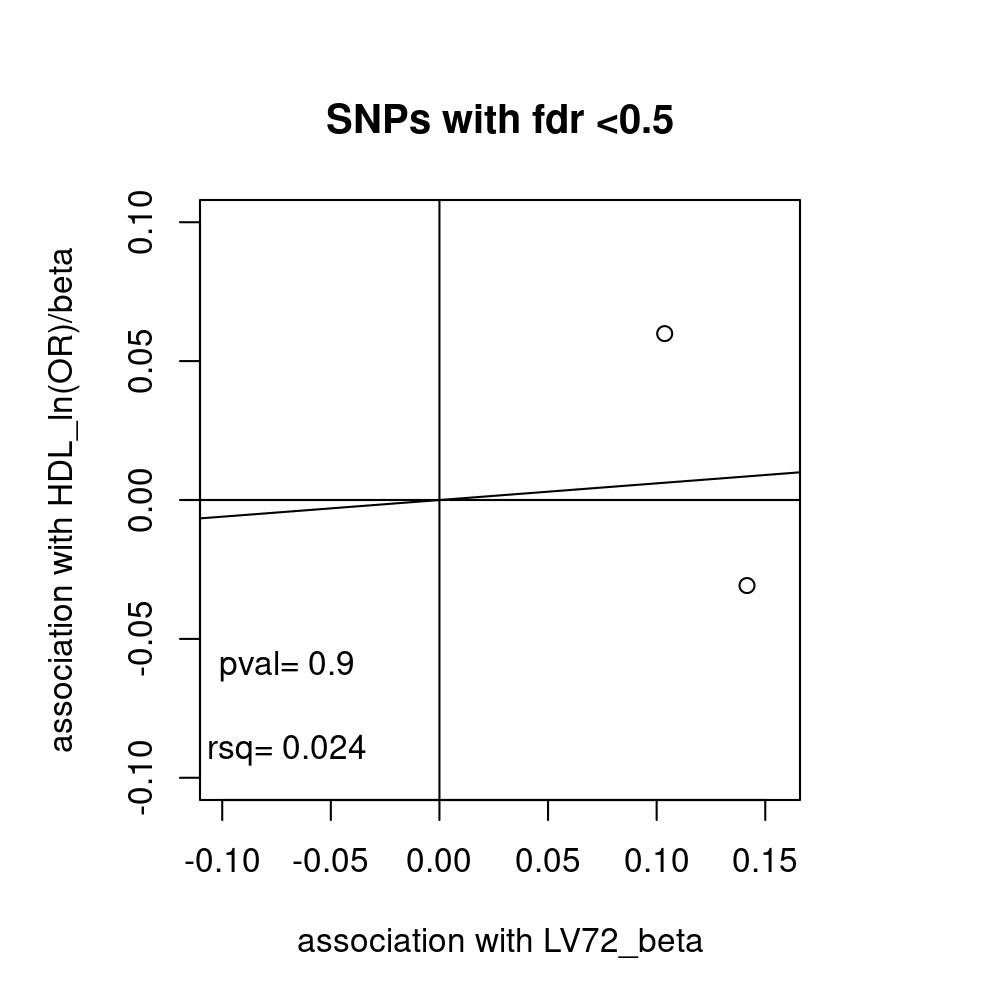 SNPs with fdr <0.5
association with HDL_ln(OR)/beta
0.10
0.05
0.00
-0.05
-0.10
pval= 0.9
rsq= 0.024
-0.10 -0.05 0.00 0.05 0.10 0.15
association with LV72_beta